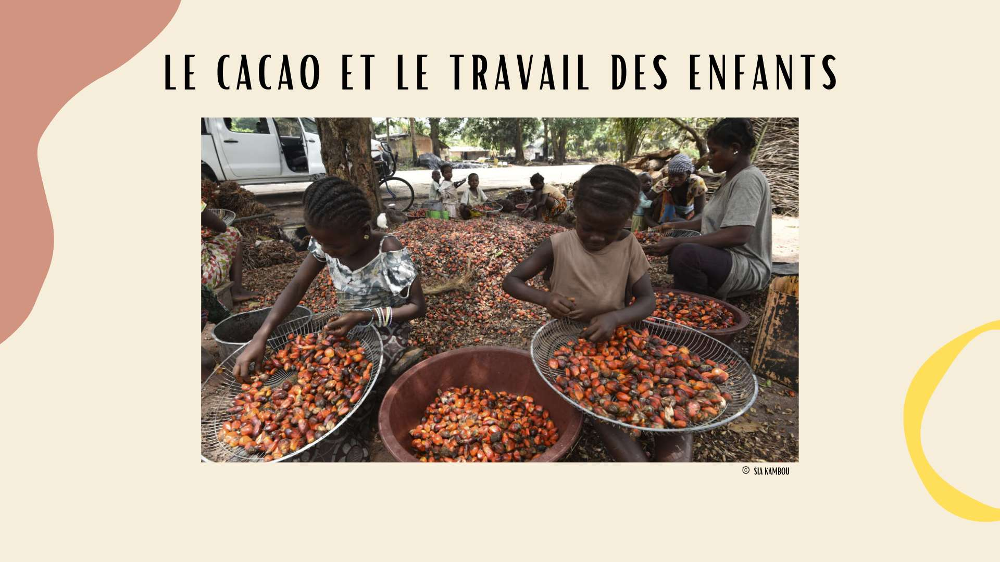 LE CACAO ET LE TRAVAIL DES ENFANTS
© SIA KAMBOU